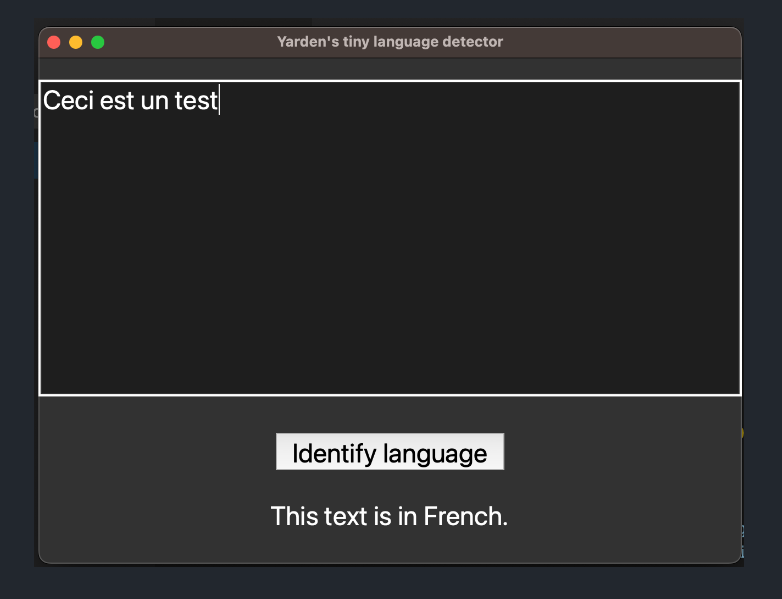 Yarden's tiny language detector
Ceci est un test
Identify language
This text is in French.